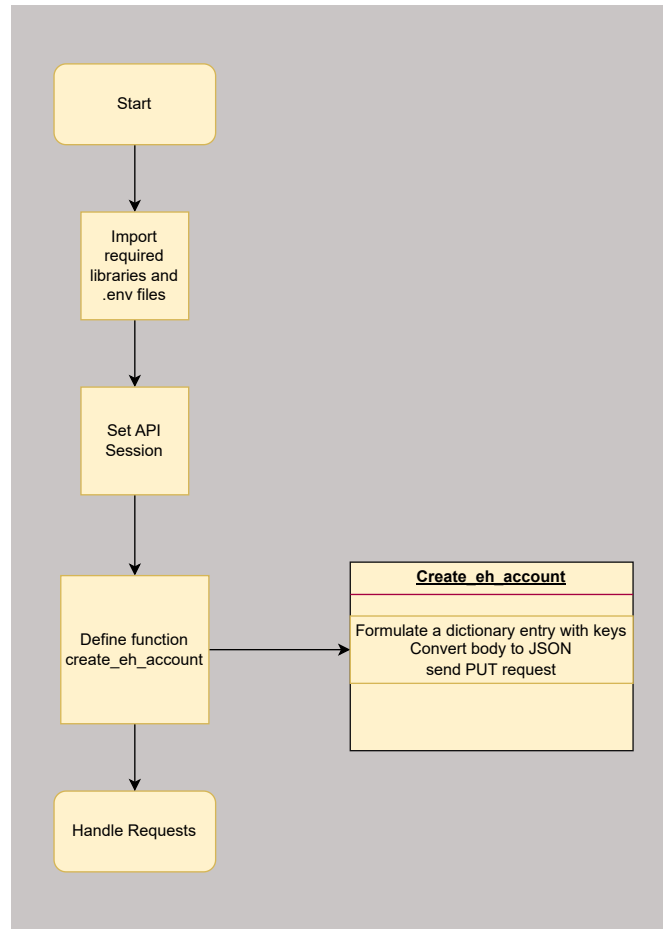 Start
Import
required
libraries and
.env files
Set API
Session
Define function
create_eh_account
Create_eh_account
Formulate a dictionary entry with keys
Convert body to JSON
send PUT request
Handle Requests